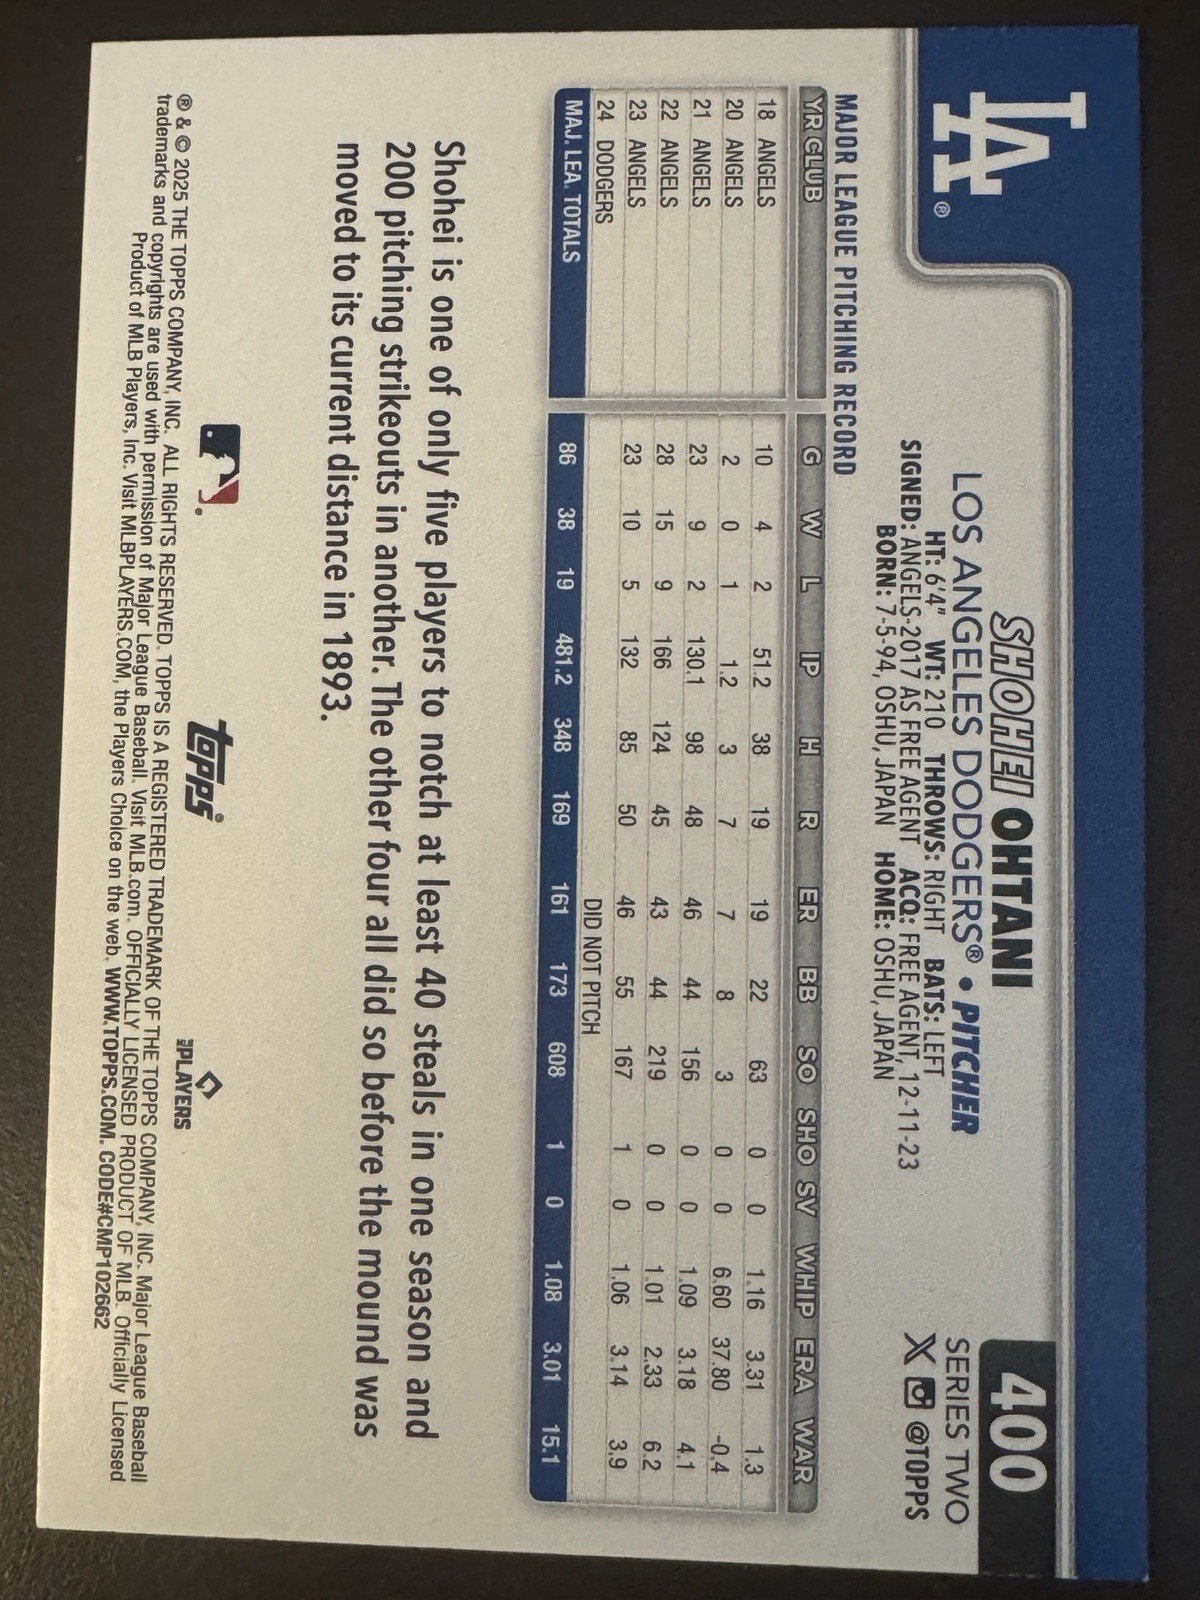 LA®
400
SHOHEI OHTANI
LOS ANGELES DODGERS® • PITCHER
SERIES TWO
HT: 6'4" WT: 210 THROWS: RIGHT BATS: LEFT
SIGNED: ANGELS-2017 AS FREE AGENT ACQ: FREE AGENT, 12-11-23
X @TOPPS
BORN: 7-5-94, OSHU, JAPAN HOME: OSHU, JAPAN
MAJOR LEAGUE PITCHING RECORD
YR CLUB G W L IP H R ER BB SO SHO SV WHIP ERA WAR
18 ANGELS 10 4 2 51.2 38 19 19 22 63 0 0 1.16 3.31 1.3
20 ANGELS 2 0 1 1.2 3 7 7 8 3 0 0 6.60 37.80 -0.4
21 ANGELS 23 9 2 130.1 98 48 46 44 156 0 0 1.09 3.18 4.1
22 ANGELS 28 15 9 166 124 45 43 44 219 0 0 1.01 2.33 6.2
23 ANGELS 23 10 5 132 85 50 46 55 167 1 0 1.06 3.14 3.9
24 DODGERS DID NOT PITCH
MAJ. LEA. TOTALS 86 38 19 481.2 348 169 161 173 608 1 0 1.08 3.01 15.1
Shohei is one of only five players to notch at least 40 steals in one season and
200 pitching strikeouts in another. The other four all did so before the mound was
moved to its current distance in 1893.
topps®
MLBPLAYERS
® & © 2025 THE TOPPS COMPANY, INC. ALL RIGHTS RESERVED. TOPPS IS A REGISTERED TRADEMARK OF THE TOPPS COMPANY, INC. Major League Baseball
trademarks and copyrights are used with permission of Major League Baseball. Visit MLB.com. OFFICIALLY LICENSED PRODUCT OF MLB. Officially Licensed
Product of MLB Players, Inc. Visit MLBPLAYERS.COM, the Players Choice on the web. WWW.TOPPS.COM. CODE#CMP102662